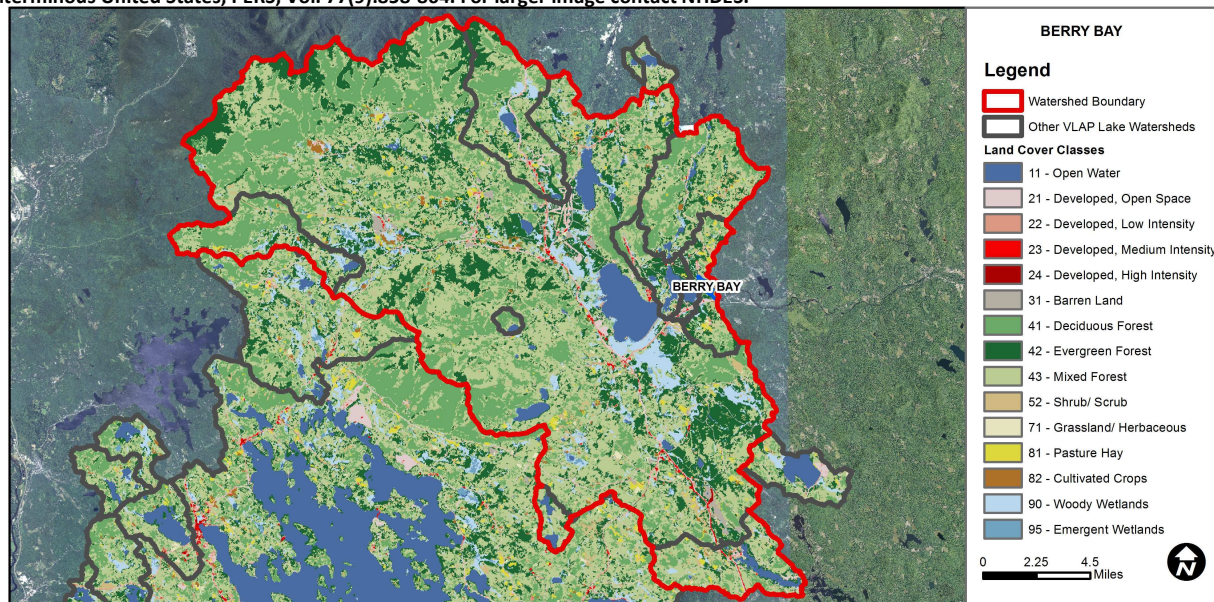 BERRY BAY
Legend
Watershed Boundary
Other VLAP Lake Watersheds
Land Cover Classes
11 - Open Water
21 - Developed, Open Space
22 - Developed, Low Intensity
23 - Developed, Medium Intensity
24 - Developed, High Intensity
31 - Barren Land
41 - Deciduous Forest
42 - Evergreen Forest
43 - Mixed Forest
52 - Shrub/ Scrub
71 - Grassland/ Herbaceous
81 - Pasture Hay
82 - Cultivated Crops
90 - Woody Wetlands
95 - Emergent Wetlands
0 2.25 4.5
Miles
N
BERRY BAY